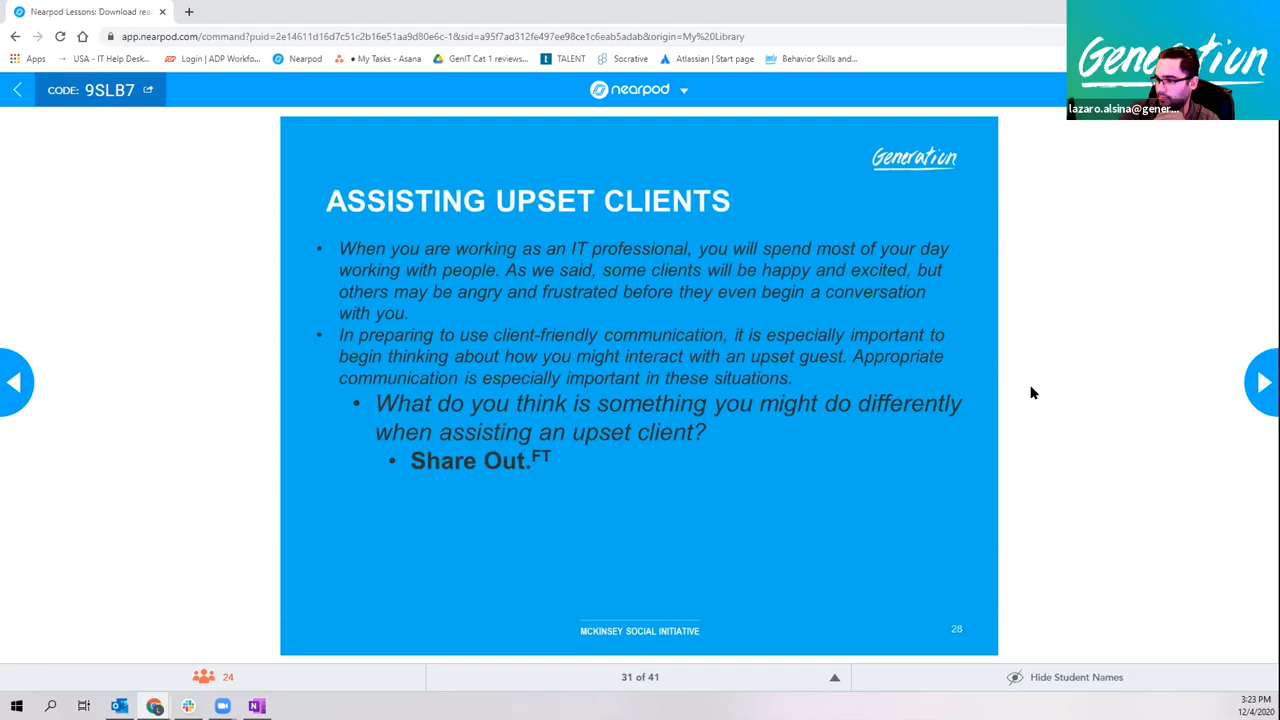 Nearpod Lessons: Download rea
app.nearpod.com/command?puid=2e14611d16d7c51c2b16e51aa9d80e6c-1&sid=a95f7ad312fe497ee98ce1c6eab5adab&origin=My%20Library
Apps
USA - IT Help Desk...
Login | ADP Workfo...
Nearpod
• My Tasks - Asana
GenIT Cat 1 reviews...
TALENT
Socrative
Atlassian | Start page
Behavior Skills and...
Generation
lazaro.alsina@gener...
CODE: 9SLB7
nearpod
Generation
ASSISTING UPSET CLIENTS
• When you are working as an IT professional, you will spend most of your day
working with people. As we said, some clients will be happy and excited, but
others may be angry and frustrated before they even begin a conversation
with you.
• In preparing to use client-friendly communication, it is especially important to
begin thinking about how you might interact with an upset guest. Appropriate
communication is especially important in these situations.
• What do you think is something you might do differently
when assisting an upset client?
• Share Out.FT
MCKINSEY SOCIAL INITIATIVE
28
24
31 of 41
Hide Student Names
3:23 PM
12/4/2020